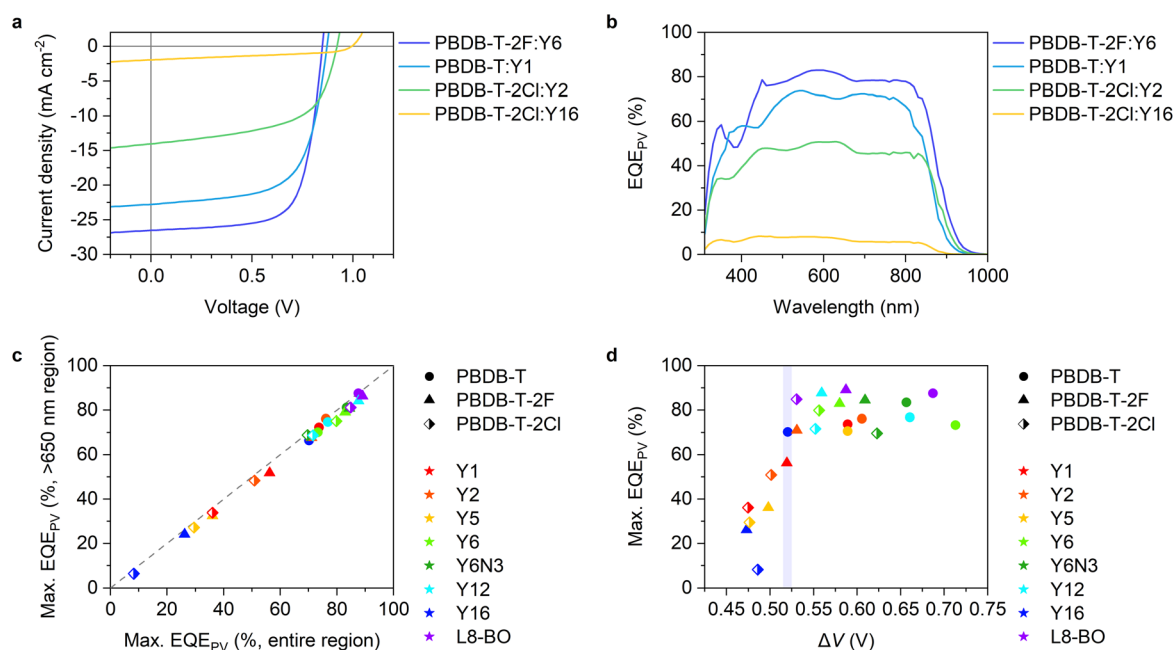 a
0
-5
-10
-15
-20
-25
-30
Current density (mA cm⁻²)
0.0 0.5 1.0
Voltage (V)
PBDB-T-2F:Y6
PBDB-T:Y1
PBDB-T-2Cl:Y2
PBDB-T-2Cl:Y16
b
100
80
60
40
20
0
EQE_PV (%)
400 600 800 1000
Wavelength (nm)
PBDB-T-2F:Y6
PBDB-T:Y1
PBDB-T-2Cl:Y2
PBDB-T-2Cl:Y16
c
100
80
60
40
20
0
Max. EQE_PV (%, >650 nm region)
0 20 40 60 80 100
Max. EQE_PV (%, entire region)
PBDB-T
PBDB-T-2F
PBDB-T-2Cl
Y1
Y2
Y5
Y6
Y6N3
Y12
Y16
L8-BO
d
100
80
60
40
20
0
Max. EQE_PV (%)
0.45 0.50 0.55 0.60 0.65 0.70 0.75
ΔV (V)
PBDB-T
PBDB-T-2F
PBDB-T-2Cl
Y1
Y2
Y5
Y6
Y6N3
Y12
Y16
L8-BO